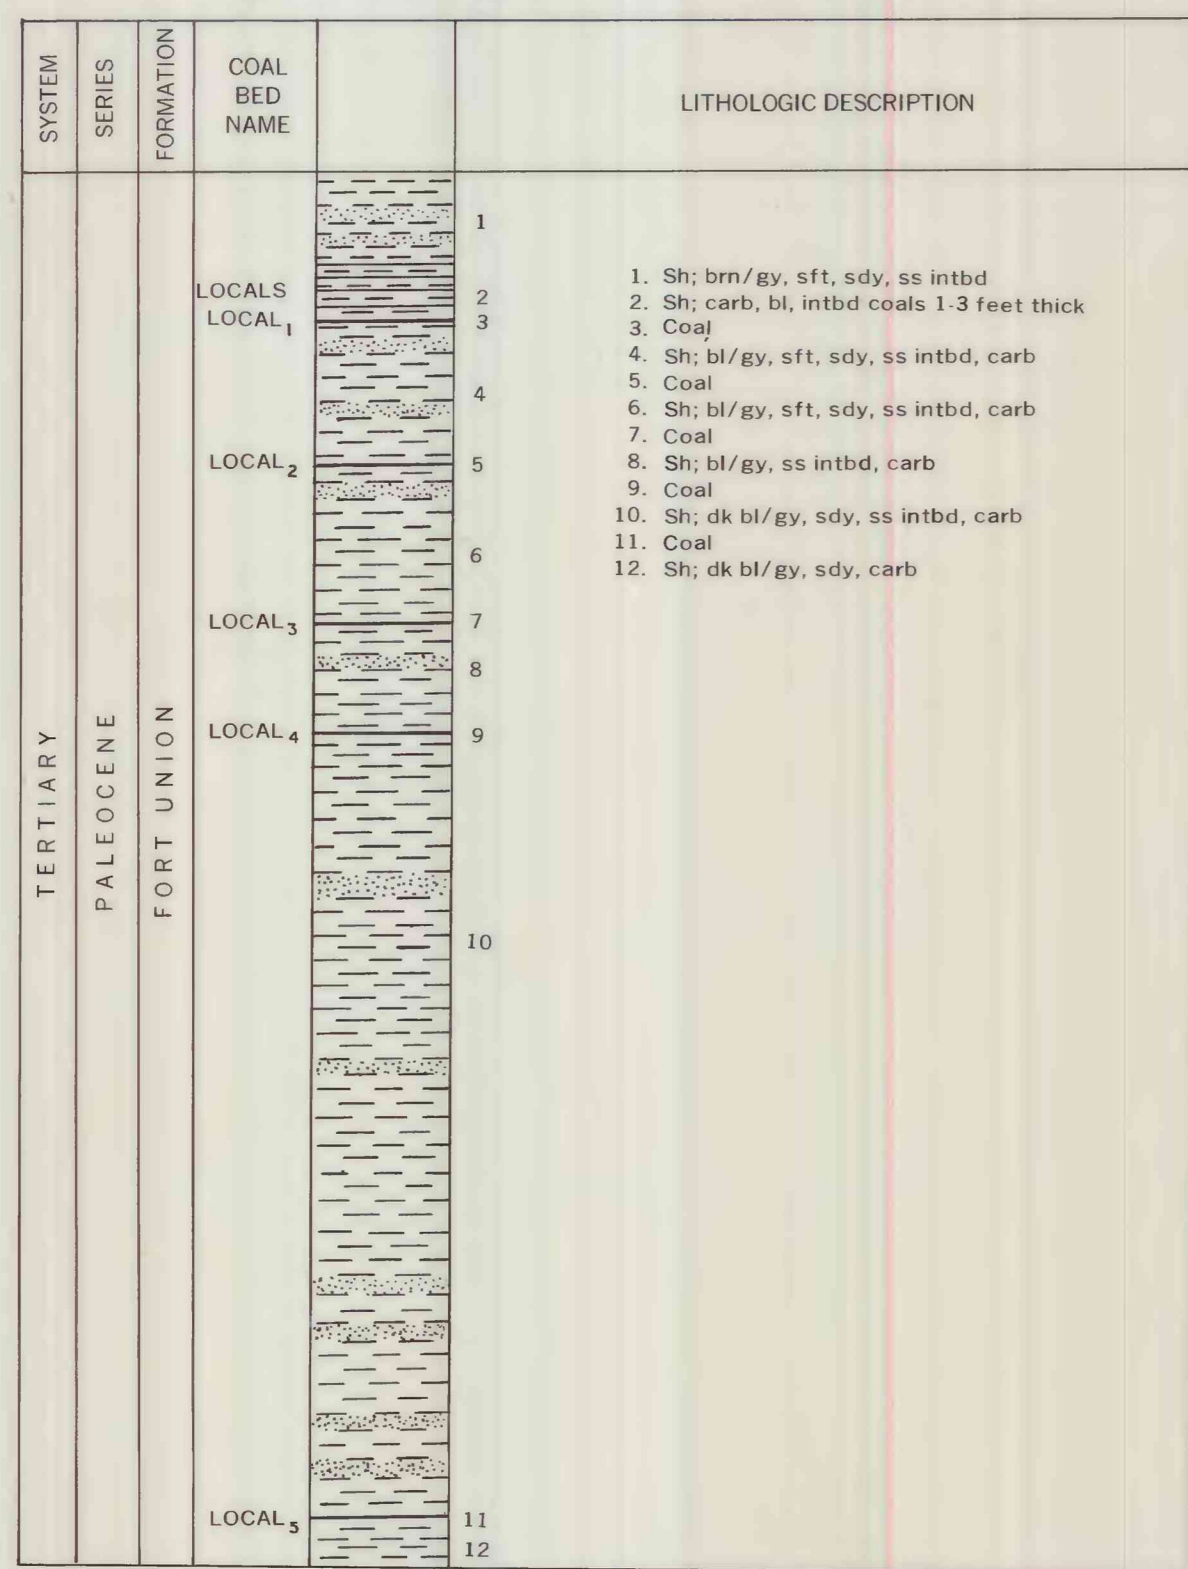 SYSTEM
SERIES
FORMATION
COAL
BED
NAME
LITHOLOGIC DESCRIPTION
TERTIARY
PALEOCENE
FORT UNION
LOCALS
LOCAL₁
LOCAL₂
LOCAL₃
LOCAL₄
LOCAL₅
1
2
3
4
5
6
7
8
9
10
11
12
1. Sh; brn/gy, sft, sdy, ss intbd
2. Sh; carb, bl, intbd coals 1-3 feet thick
3. Coal
4. Sh; bl/gy, sft, sdy, ss intbd, carb
5. Coal
6. Sh; bl/gy, sft, sdy, ss intbd, carb
7. Coal
8. Sh; bl/gy, ss intbd, carb
9. Coal
10. Sh; dk bl/gy, sdy, ss intbd, carb
11. Coal
12. Sh; dk bl/gy, sdy, carb